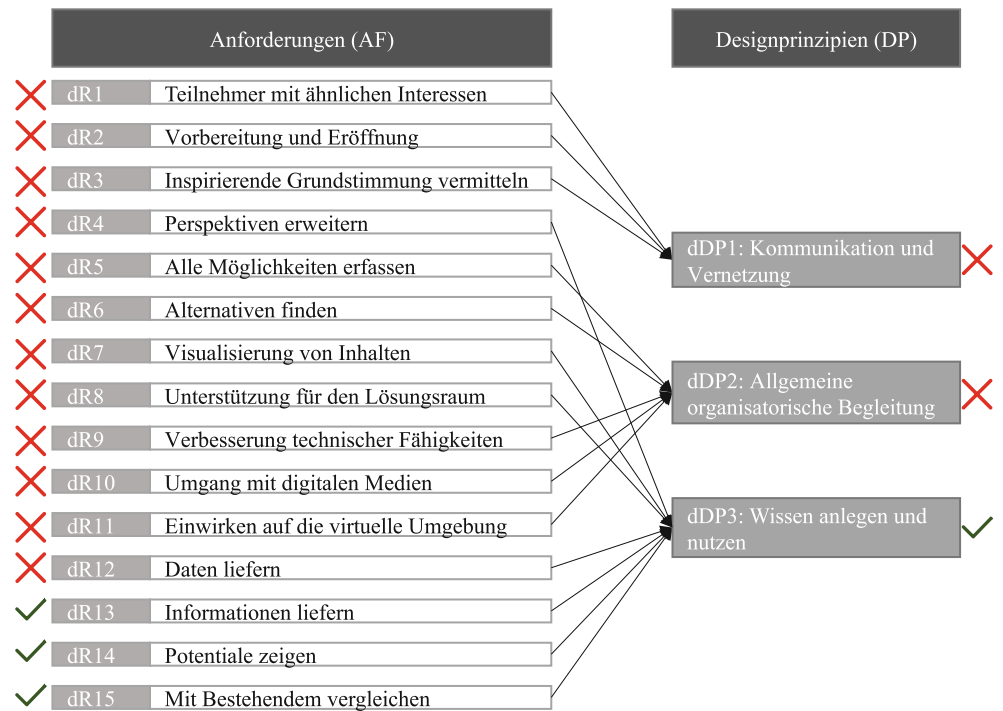 Anforderungen (AF)
Designprinzipien (DP)
dR1 Teilnehmer mit ähnlichen Interessen
dR2 Vorbereitung und Eröffnung
dR3 Inspirierende Grundstimmung vermitteln
dR4 Perspektiven erweitern
dR5 Alle Möglichkeiten erfassen
dR6 Alternativen finden
dR7 Visualisierung von Inhalten
dR8 Unterstützung für den Lösungsraum
dR9 Verbesserung technischer Fähigkeiten
dR10 Umgang mit digitalen Medien
dR11 Einwirken auf die virtuelle Umgebung
dR12 Daten liefern
dR13 Informationen liefern
dR14 Potentiale zeigen
dR15 Mit Bestehendem vergleichen
dDP1: Kommunikation und
Vernetzung
dDP2: Allgemeine
organisatorische Begleitung
dDP3: Wissen anlegen und
nutzen